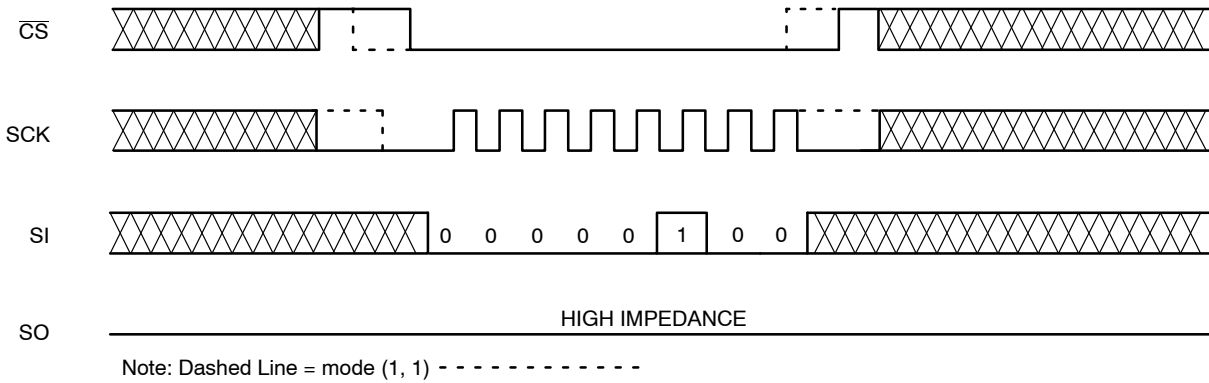 CS
SCK
SI
0 0 0 0 0 1 0 0
SO
HIGH IMPEDANCE
Note: Dashed Line = mode (1, 1) - - - - - - - - - - - -